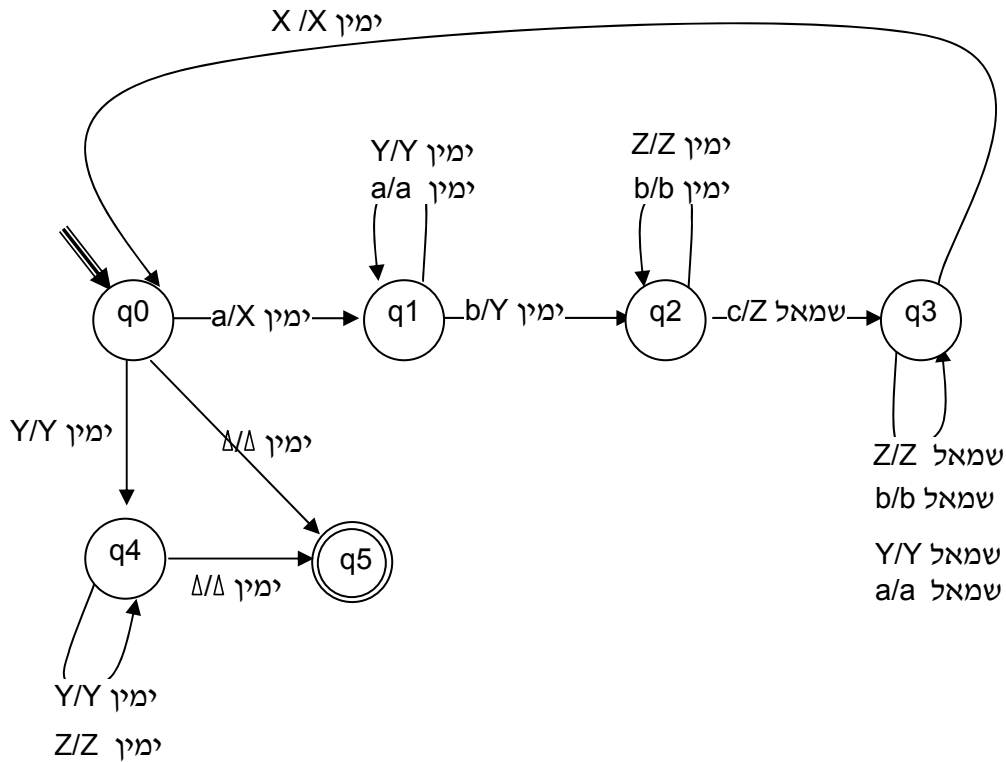 X /X ימין
Y/Y ימין
a/a ימין
Z/Z ימין
b/b ימין
q0
a/X ימין
q1
b/Y ימין
q2
c/Z שמאל
q3
Y/Y ימין
Δ/Δ ימין
Z/Z שמאל
b/b שמאל
Y/Y שמאל
a/a שמאל
q4
Δ/Δ ימין
q5
Y/Y ימין
Z/Z ימין